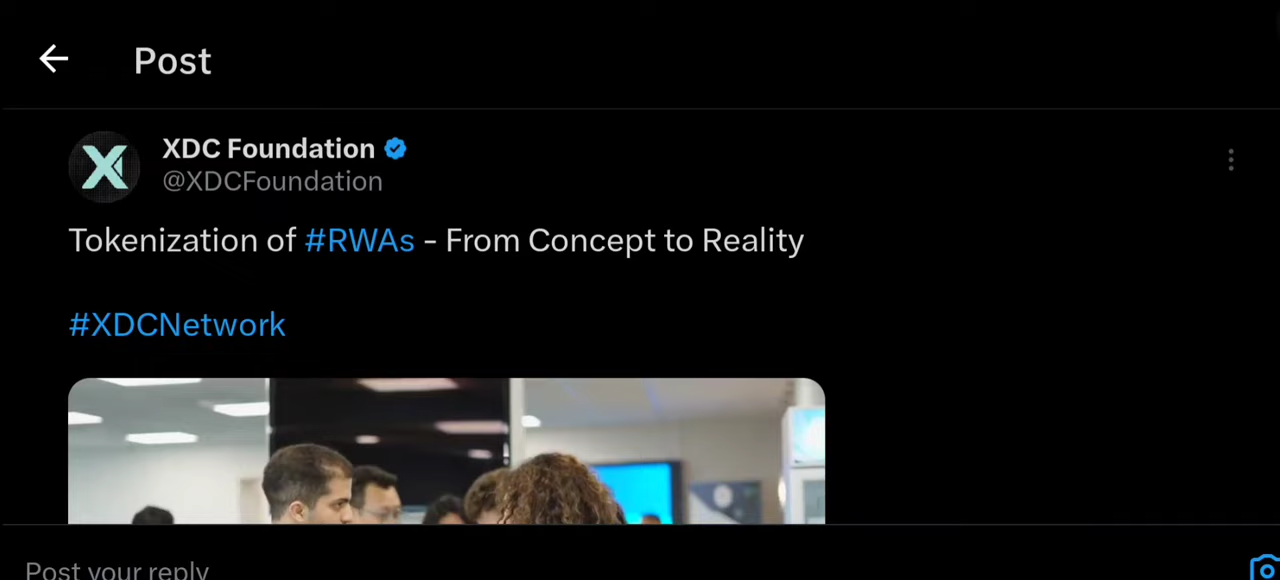 Post
XDC Foundation
@XDCFoundation
Tokenization of #RWAs - From Concept to Reality
#XDCNetwork
Post your reply